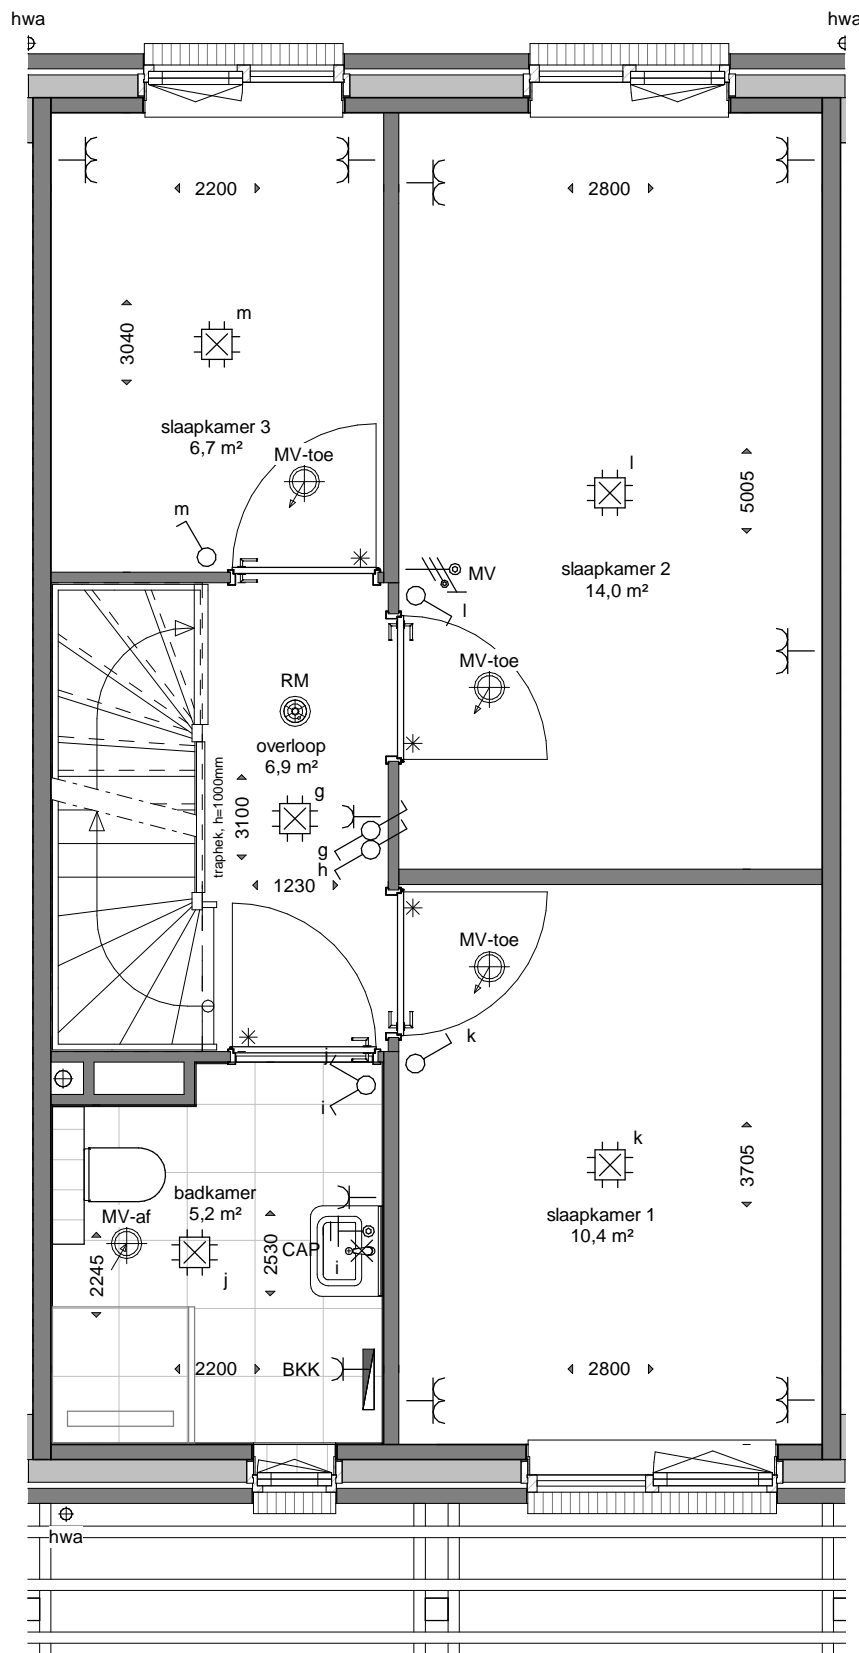 hwa
hwa
2200
2800
3040
m
slaapkamer 3
6,7 m²
MV-toe
m
l
5005
slaapkamer 2
14,0 m²
MV
l
MV-toe
RM
overloop
6,9 m²
traphek, h=1000mm
3100
g
g
h
1230
MV-toe
k
j
i
k
3705
slaapkamer 1
10,4 m²
badkamer
5,2 m²
MV-af
2245
j
2530
CAP
i
2200
BKK
2800
hwa